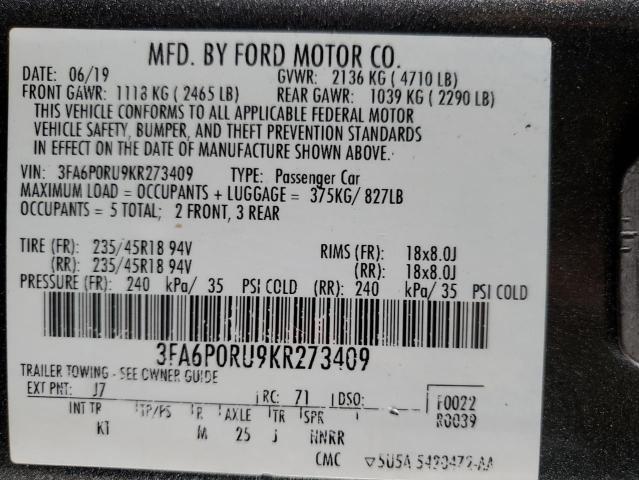 MFD. BY FORD MOTOR CO.
DATE: 06/19 GVWR: 2136 KG ( 4710 LB)
FRONT GAWR: 1118 KG ( 2465 LB) REAR GAWR: 1039 KG ( 2290 LB)
THIS VEHICLE CONFORMS TO ALL APPLICABLE FEDERAL MOTOR
VEHICLE SAFETY, BUMPER, AND THEFT PREVENTION STANDARDS
IN EFFECT ON THE DATE OF MANUFACTURE SHOWN ABOVE.
VIN: 3FA6P0RU9KR273409 TYPE: Passenger Car
MAXIMUM LOAD = OCCUPANTS + LUGGAGE = 375KG/ 827LB
OCCUPANTS = 5 TOTAL; 2 FRONT, 3 REAR
TIRE (FR): 235/45R18 94V RIMS (FR): 18x8.0J
(RR): 235/45R18 94V (RR): 18x8.0J
PRESSURE (FR): 240 kPa/ 35 PSI COLD (RR): 240 kPa/ 35 PSI COLD
3FA6P0RU9KR273409
TRAILER TOWING - SEE OWNER GUIDE
EXT PNT: J7 RC: 71 DSO: F0022
R0039
INT TR TP/PS R AXLE TR SPR
KT M 25 J NNRR
CMC